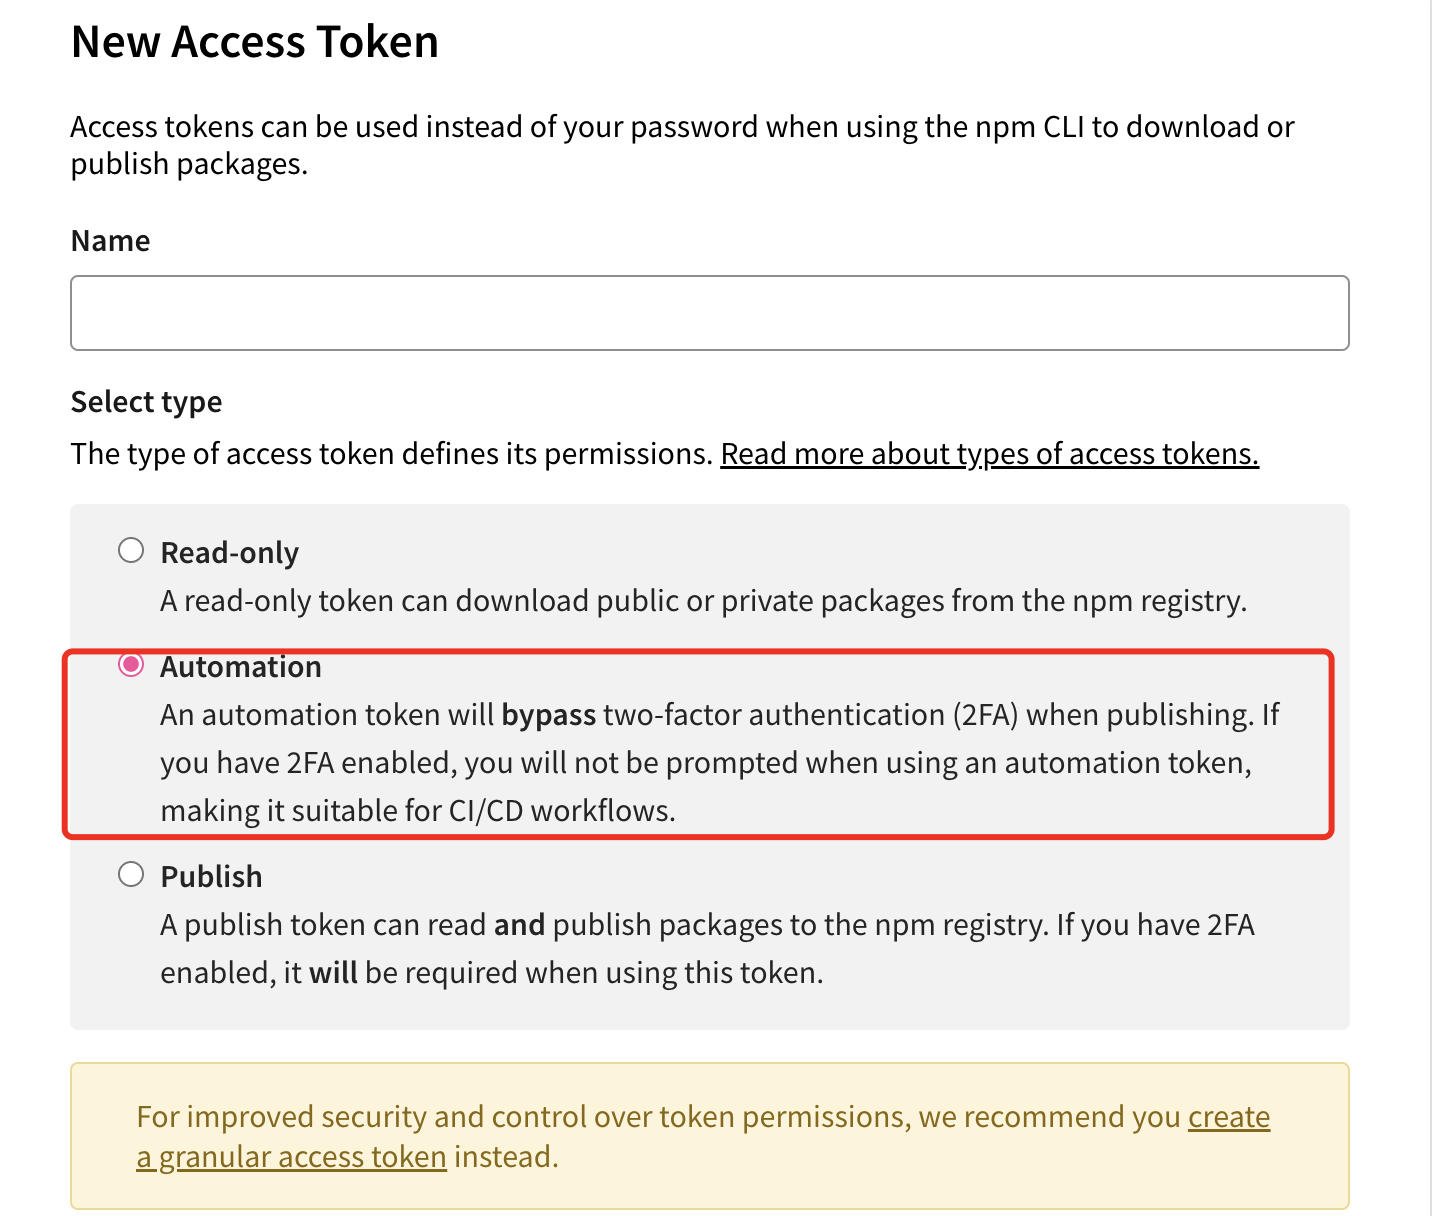 New Access Token
Access tokens can be used instead of your password when using the npm CLI to download or
publish packages.
Name
Select type
The type of access token defines its permissions. Read more about types of access tokens.
Read-only
A read-only token can download public or private packages from the npm registry.
Automation
An automation token will bypass two-factor authentication (2FA) when publishing. If
you have 2FA enabled, you will not be prompted when using an automation token,
making it suitable for CI/CD workflows.
Publish
A publish token can read and publish packages to the npm registry. If you have 2FA
enabled, it will be required when using this token.
For improved security and control over token permissions, we recommend you create
a granular access token instead.